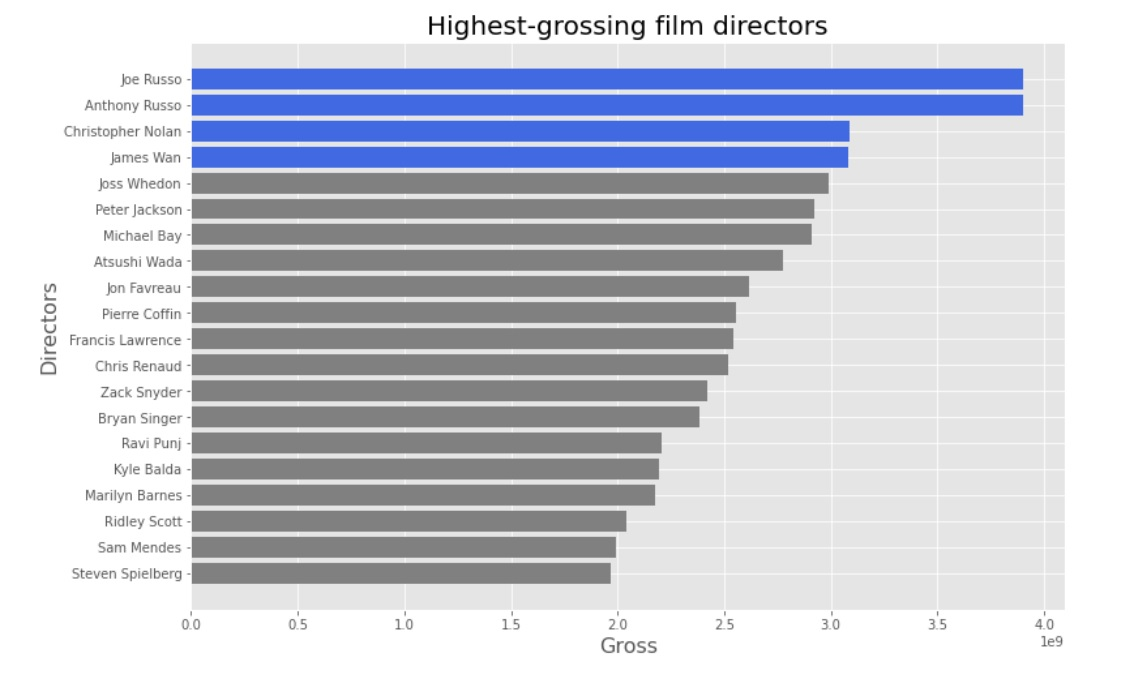 Highest-grossing film directors
Joe Russo
Anthony Russo
Christopher Nolan
James Wan
Joss Whedon
Peter Jackson
Michael Bay
Atsushi Wada
Jon Favreau
Pierre Coffin
Francis Lawrence
Chris Renaud
Zack Snyder
Bryan Singer
Ravi Punj
Kyle Balda
Marilyn Barnes
Ridley Scott
Sam Mendes
Steven Spielberg
Directors
0.0 0.5 1.0 1.5 2.0 2.5 3.0 3.5 4.0
1e9
Gross